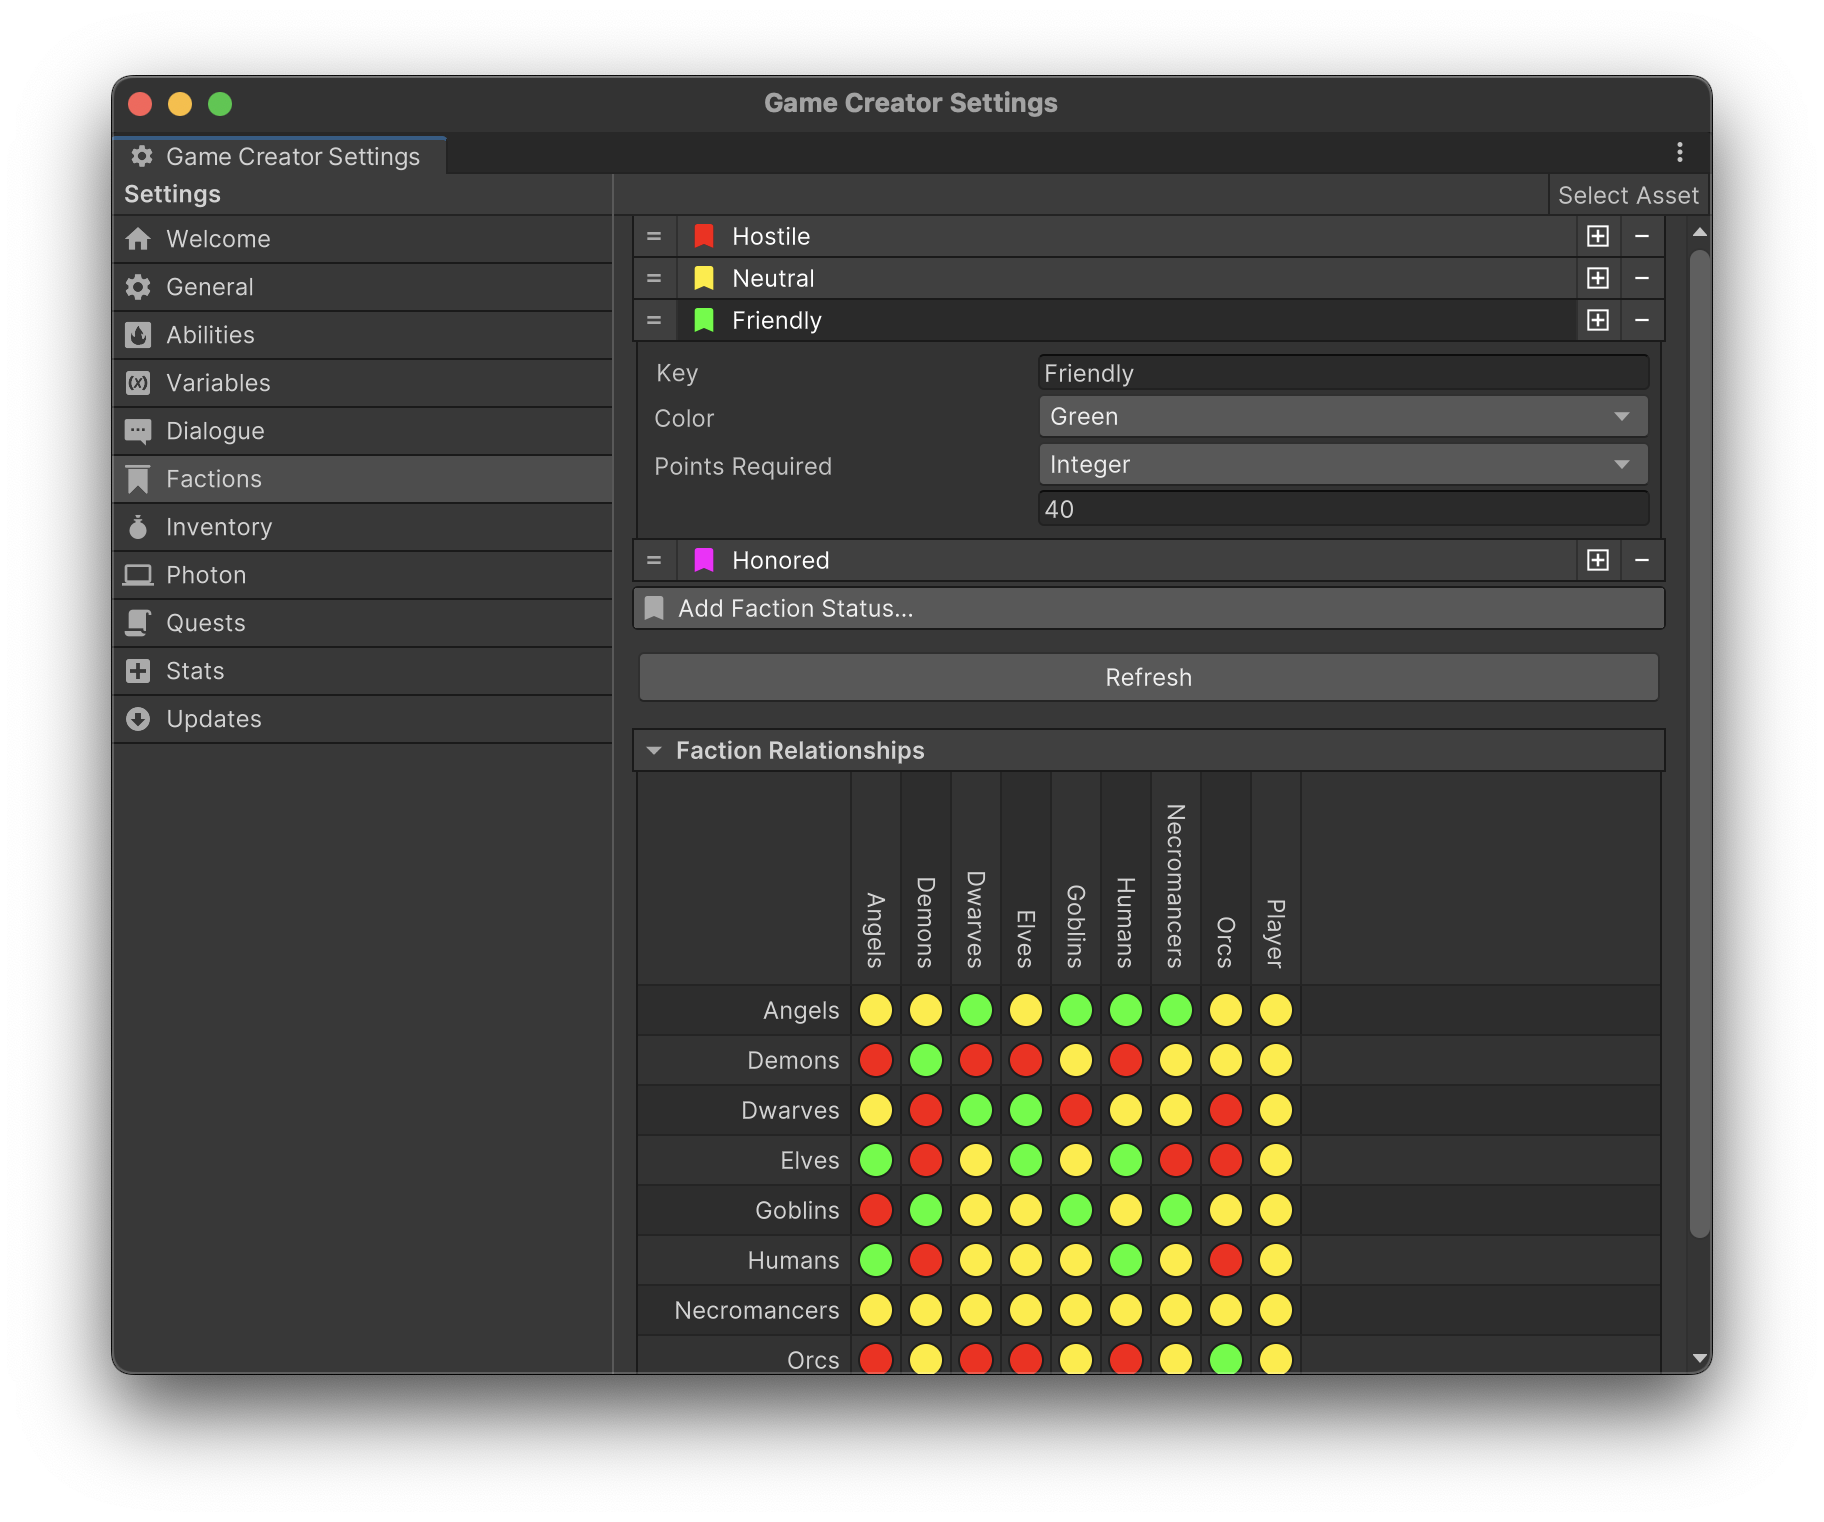 Game Creator Settings
Game Creator Settings
Settings
Select Asset
Welcome
General
Abilities
Variables
Dialogue
Factions
Inventory
Photon
Quests
Stats
Updates
Hostile
Neutral
Friendly
Key
Friendly
Color
Green
Points Required
Integer
40
Honored
Add Faction Status...
Refresh
Faction Relationships
Angels
Demons
Dwarves
Elves
Goblins
Humans
Necromancers
Orcs
Player
Angels
Demons
Dwarves
Elves
Goblins
Humans
Necromancers
Orcs